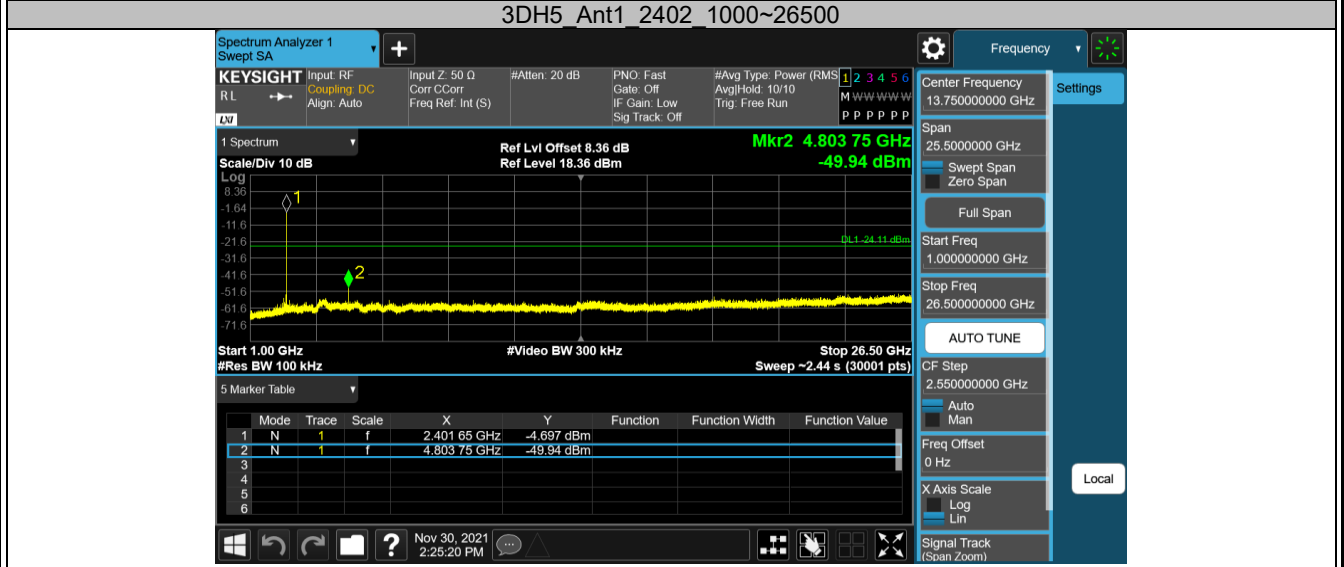 3DH5_Ant1_2402_1000~26500
Spectrum Analyzer 1
Swept SA
+
Frequency
KEYSIGHT
RL
LXI
Input: RF
Coupling: DC
Align: Auto
Input Z: 50 Ω
Corr CCorr
Freq Ref: Int (S)
#Atten: 20 dB
PNO: Fast
Gate: Off
IF Gain: Low
Sig Track: Off
#Avg Type: Power (RMS
Avg|Hold: 10/10
Trig: Free Run
1 2 3 4 5 6
M W W W W W
P P P P P P
1 Spectrum
Scale/Div 10 dB
Ref Lvl Offset 8.36 dB
Ref Level 18.36 dBm
Mkr2 4.803 75 GHz
-49.94 dBm
Log
8.36
-1.64
-11.6
-21.6
-31.6
-41.6
-51.6
-61.6
-71.6
1
2
DL1 -24.11 dBm
Start 1.00 GHz
#Video BW 300 kHz
Stop 26.50 GHz
#Res BW 100 kHz
Sweep ~2.44 s (30001 pts)
5 Marker Table
Mode Trace Scale X Y Function Function Width Function Value
1 N 1 f 2.401 65 GHz -4.697 dBm
2 N 1 f 4.803 75 GHz -49.94 dBm
3
4
5
6
?
Nov 30, 2021
2:25:20 PM
Center Frequency
13.750000000 GHz
Span
25.5000000 GHz
Swept Span
Zero Span
Full Span
Start Freq
1.000000000 GHz
Stop Freq
26.500000000 GHz
AUTO TUNE
CF Step
2.550000000 GHz
Auto
Man
Freq Offset
0 Hz
X Axis Scale
Log
Lin
Signal Track
(Span Zoom)
Settings
Local